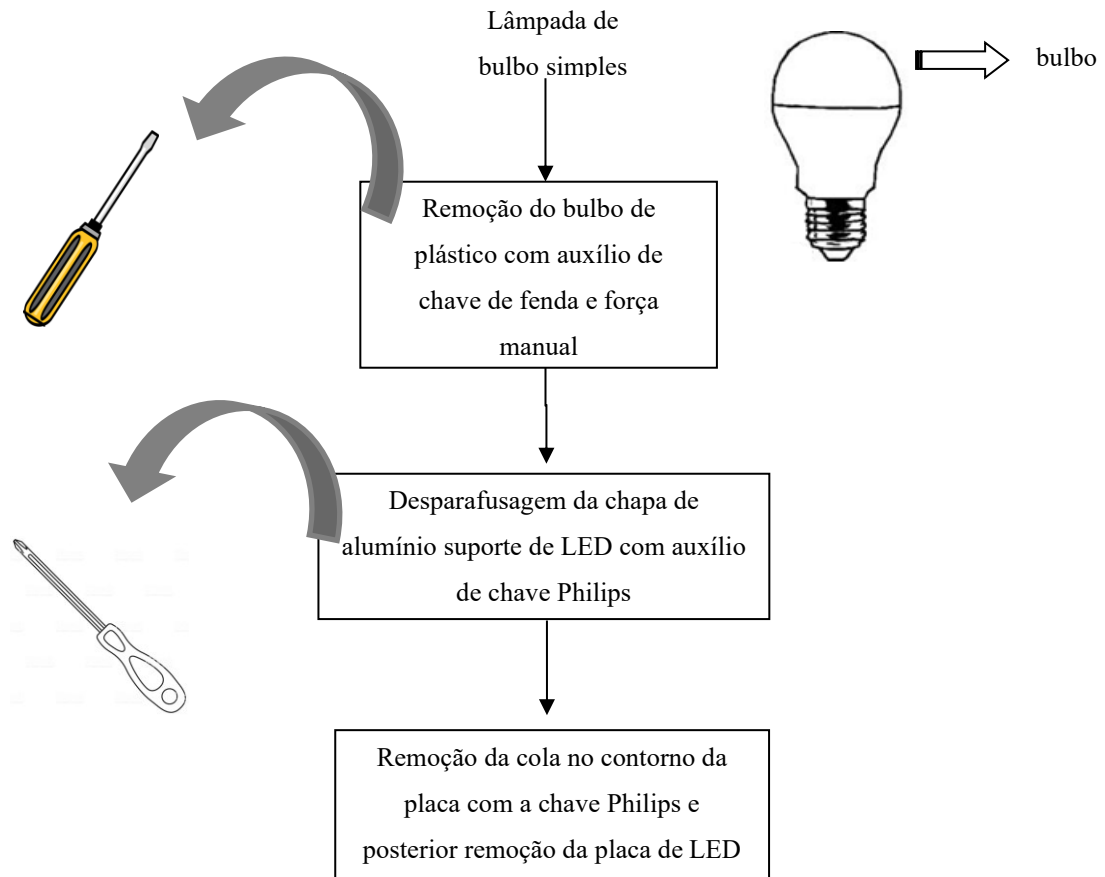 Lâmpada de
bulbo simples
bulbo
Remoção do bulbo de
plástico com auxílio de
chave de fenda e força
manual
Desparafusagem da chapa de
alumínio suporte de LED com auxílio
de chave Philips
Remoção da cola no contorno da
placa com a chave Philips e
posterior remoção da placa de LED